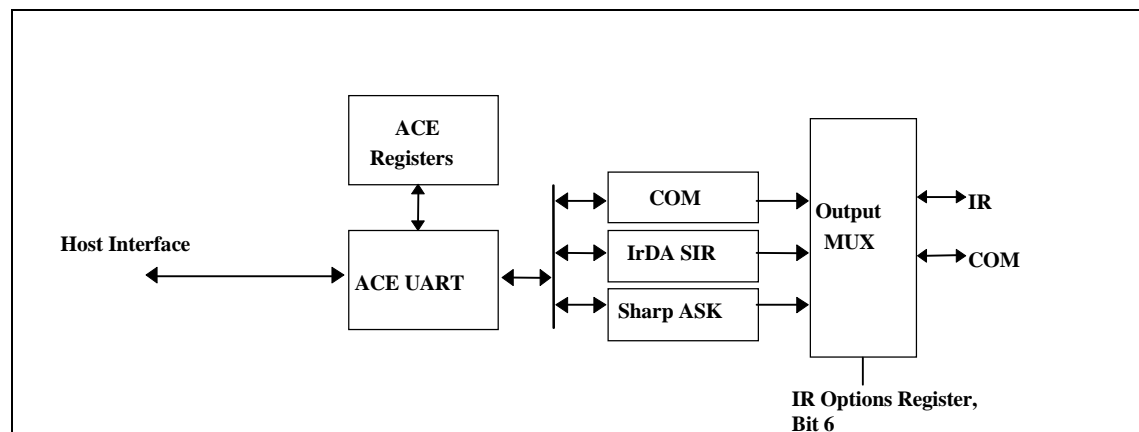 ACE
Registers
Host Interface
ACE UART
COM
IrDA SIR
Sharp ASK
Output
MUX
IR
COM
IR Options Register,
Bit 6